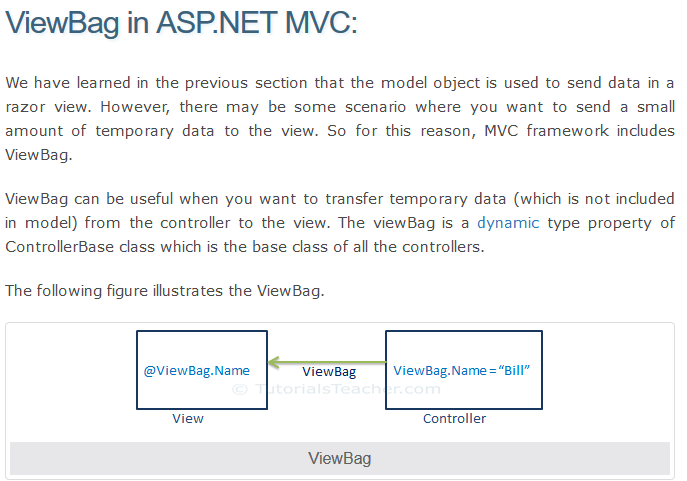 ViewBag in ASP.NET MVC:
We have learned in the previous section that the model object is used to send data in a
razor view. However, there may be some scenario where you want to send a small
amount of temporary data to the view. So for this reason, MVC framework includes
ViewBag.
ViewBag can be useful when you want to transfer temporary data (which is not included
in model) from the controller to the view. The viewBag is a dynamic type property of
ControllerBase class which is the base class of all the controllers.
The following figure illustrates the ViewBag.
@ViewBag.Name
ViewBag
ViewBag.Name = “Bill”
© TutorialsTeacher.com
View
Controller
ViewBag